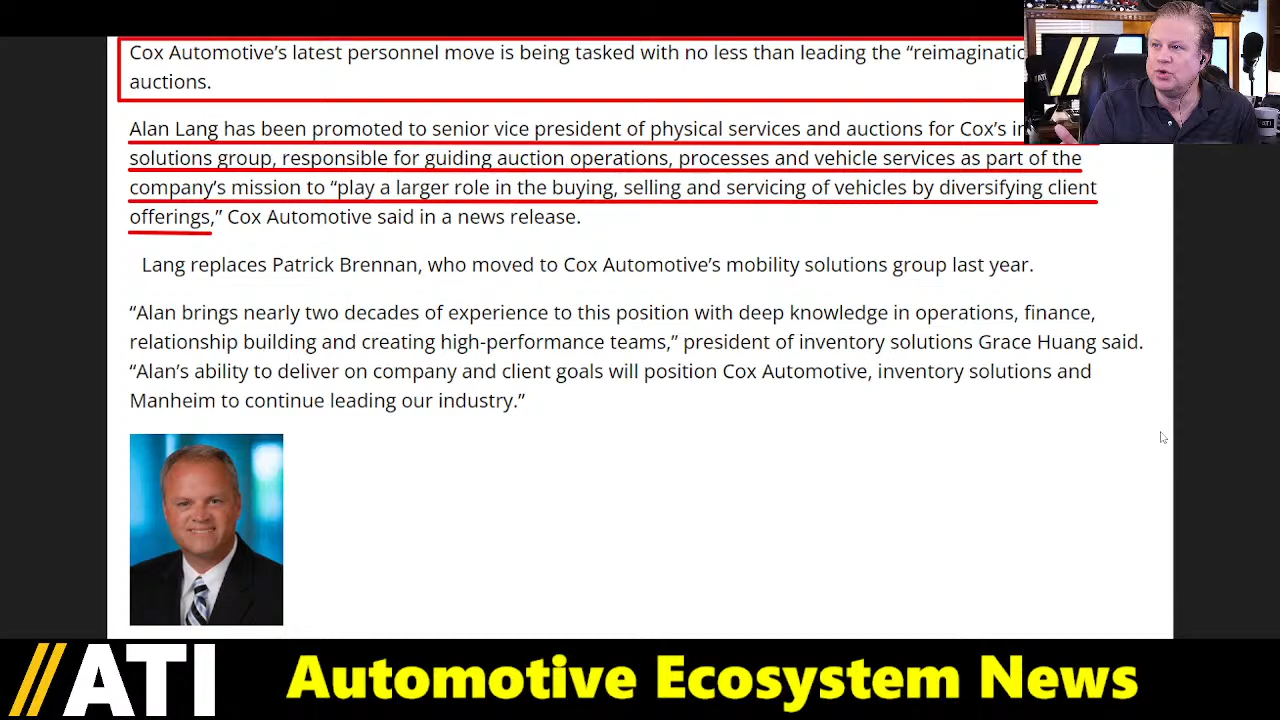 Cox Automotive’s latest personnel move is being tasked with no less than leading the “reimaginatio
auctions.
Alan Lang has been promoted to senior vice president of physical services and auctions for Cox’s in
solutions group, responsible for guiding auction operations, processes and vehicle services as part of the
company’s mission to “play a larger role in the buying, selling and servicing of vehicles by diversifying client
offerings,” Cox Automotive said in a news release.
Lang replaces Patrick Brennan, who moved to Cox Automotive’s mobility solutions group last year.
“Alan brings nearly two decades of experience to this position with deep knowledge in operations, finance,
relationship building and creating high-performance teams,” president of inventory solutions Grace Huang said.
“Alan’s ability to deliver on company and client goals will position Cox Automotive, inventory solutions and
Manheim to continue leading our industry.”
ATI
ATI
//ATI Automotive Ecosystem News